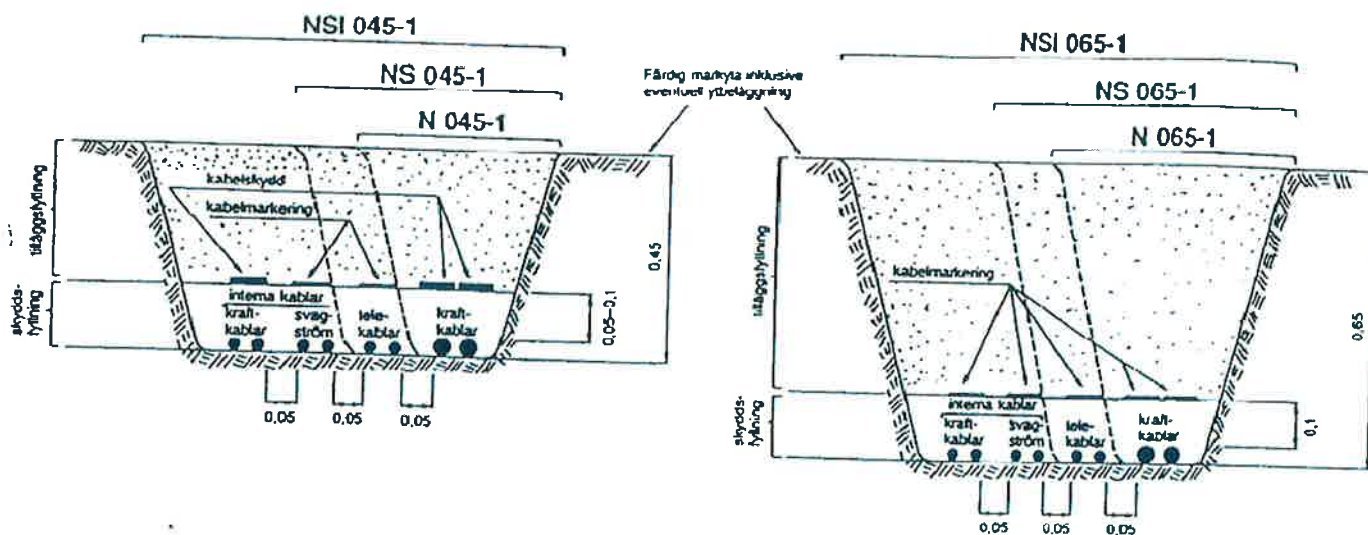 NSI 045-1
NS 045-1
N 045-1
Färdig markyta inklusive
eventuell ytbeläggning
kabelskydd
kabelmarkering
tilläggsfyllning
skydds-
fyllning
interna kablar
kraft-
kablar
svag-
ström
tele-
kablar
kraft-
kablar
0,05-0,1
0,45
0,05
0,05
0,05
NSI 065-1
NS 065-1
N 065-1
kabelmarkering
tilläggsfyllning
skydds-
fyllning
interna kablar
kraft-
kablar
svag-
ström
tele-
kablar
kraft-
kablar
0,1
0,65
0,05
0,05
0,05